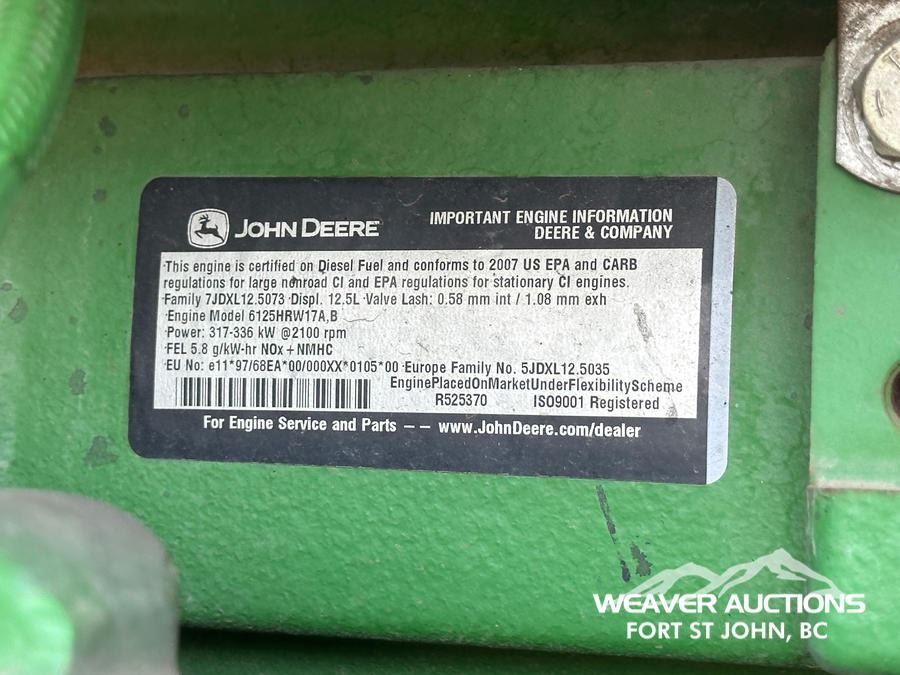 JOHN DEERE
IMPORTANT ENGINE INFORMATION
DEERE & COMPANY
This engine is certified on Diesel Fuel and conforms to 2007 US EPA and CARB
regulations for large nonroad CI and EPA regulations for stationary CI engines.
Family 7JDXL12.5073 Displ. 12.5L Valve Lash: 0.58 mm int / 1.08 mm exh
Engine Model 6125HRW17A,B
Power: 317-336 kW @2100 rpm
FEL 5.8 g/kW-hr NOx + NMHC
EU No: e11*97/68EA*00/000XX*0105*00 Europe Family No. 5JDXL12.5035
EnginePlacedOnMarketUnderFlexibilityScheme
R525370 ISO9001 Registered
For Engine Service and Parts – – www.JohnDeere.com/dealer
WEAVER AUCTIONS
FORT ST JOHN, BC